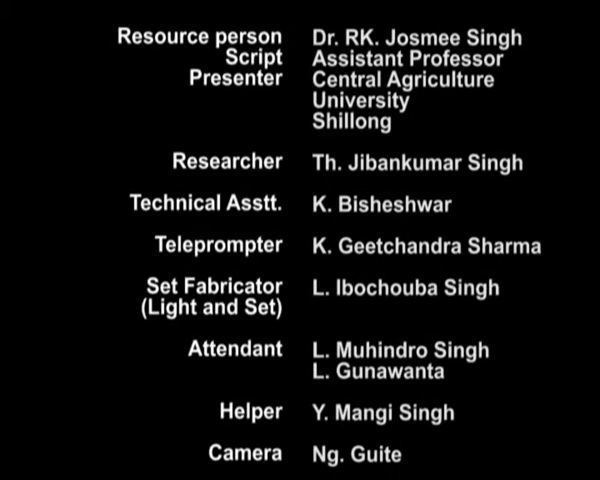 Resource person Dr. RK. Josmee Singh
Script Assistant Professor
Presenter Central Agriculture
University
Shillong
Researcher Th. Jibankumar Singh
Technical Asstt. K. Bisheshwar
Teleprompter K. Geetchandra Sharma
Set Fabricator L. Ibochouba Singh
(Light and Set)
Attendant L. Muhindro Singh
L. Gunawanta
Helper Y. Mangi Singh
Camera Ng. Guite